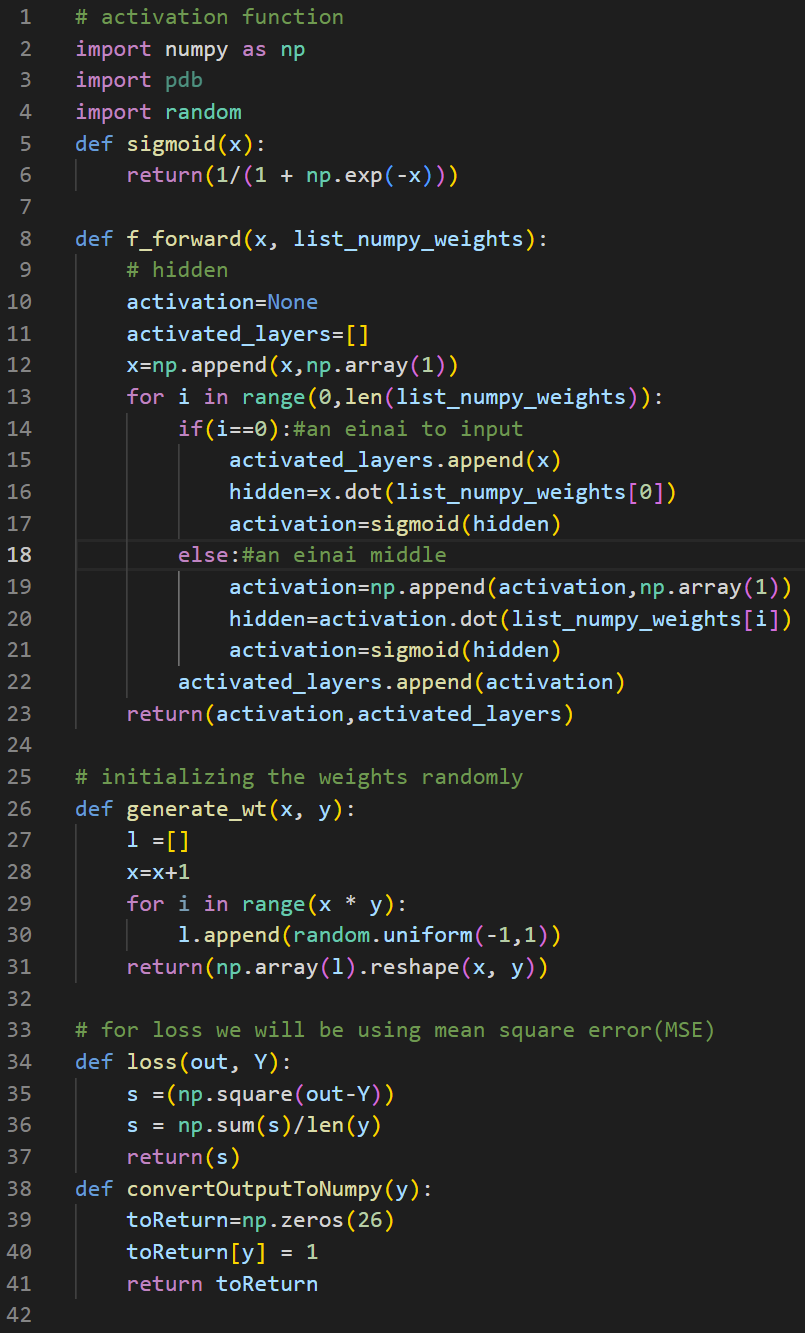 1 # activation function
2 import numpy as np
3 import pdb
4 import random
5 def sigmoid(x):
6     return(1/(1 + np.exp(-x)))
7
8 def f_forward(x, list_numpy_weights):
9     # hidden
10     activation=None
11     activated_layers=[]
12     x=np.append(x,np.array(1))
13     for i in range(0,len(list_numpy_weights)):
14         if(i==0):#an einai to input
15             activated_layers.append(x)
16             hidden=x.dot(list_numpy_weights[0])
17             activation=sigmoid(hidden)
18         else:#an einai middle
19             activation=np.append(activation,np.array(1))
20             hidden=activation.dot(list_numpy_weights[i])
21             activation=sigmoid(hidden)
22         activated_layers.append(activation)
23     return(activation,activated_layers)
24
25 # initializing the weights randomly
26 def generate_wt(x, y):
27     l =[]
28     x=x+1
29     for i in range(x * y):
30         l.append(random.uniform(-1,1))
31     return(np.array(l).reshape(x, y))
32
33 # for loss we will be using mean square error(MSE)
34 def loss(out, Y):
35     s =(np.square(out-Y))
36     s = np.sum(s)/len(y)
37     return(s)
38 def convertOutputToNumpy(y):
39     toReturn=np.zeros(26)
40     toReturn[y] = 1
41     return toReturn
42